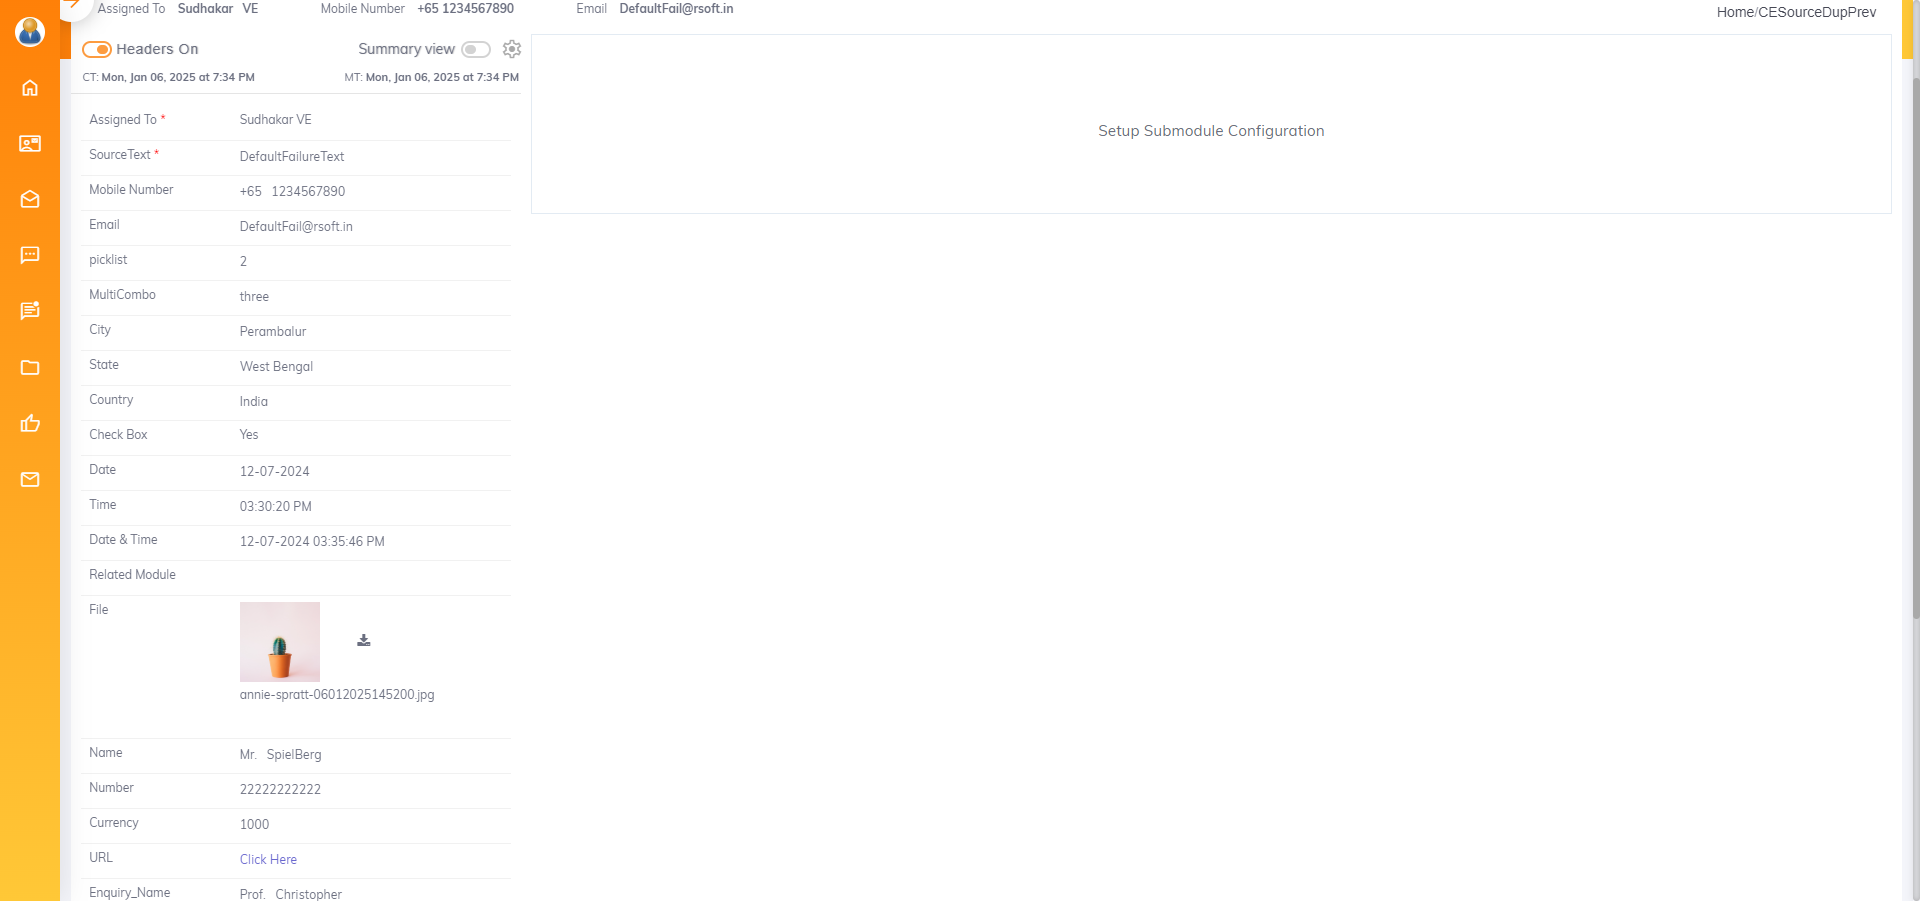 Assigned To Sudhakar VE Mobile Number +65 1234567890 Email DefaultFail@rsoft.in
Home/CESourceDupPrev
Headers On Summary view
CT: Mon, Jan 06, 2025 at 7:34 PM MT: Mon, Jan 06, 2025 at 7:34 PM
Setup Submodule Configuration
Assigned To * Sudhakar VE
SourceText * DefaultFailureText
Mobile Number +65 1234567890
Email DefaultFail@rsoft.in
picklist 2
MultiCombo three
City Perambalur
State West Bengal
Country India
Check Box Yes
Date 12-07-2024
Time 03:30:20 PM
Date & Time 12-07-2024 03:35:46 PM
Related Module
File
annie-spratt-06012025145200.jpg
Name Mr. SpielBerg
Number 22222222222
Currency 1000
URL Click Here
Enquiry_Name Prof. Christopher